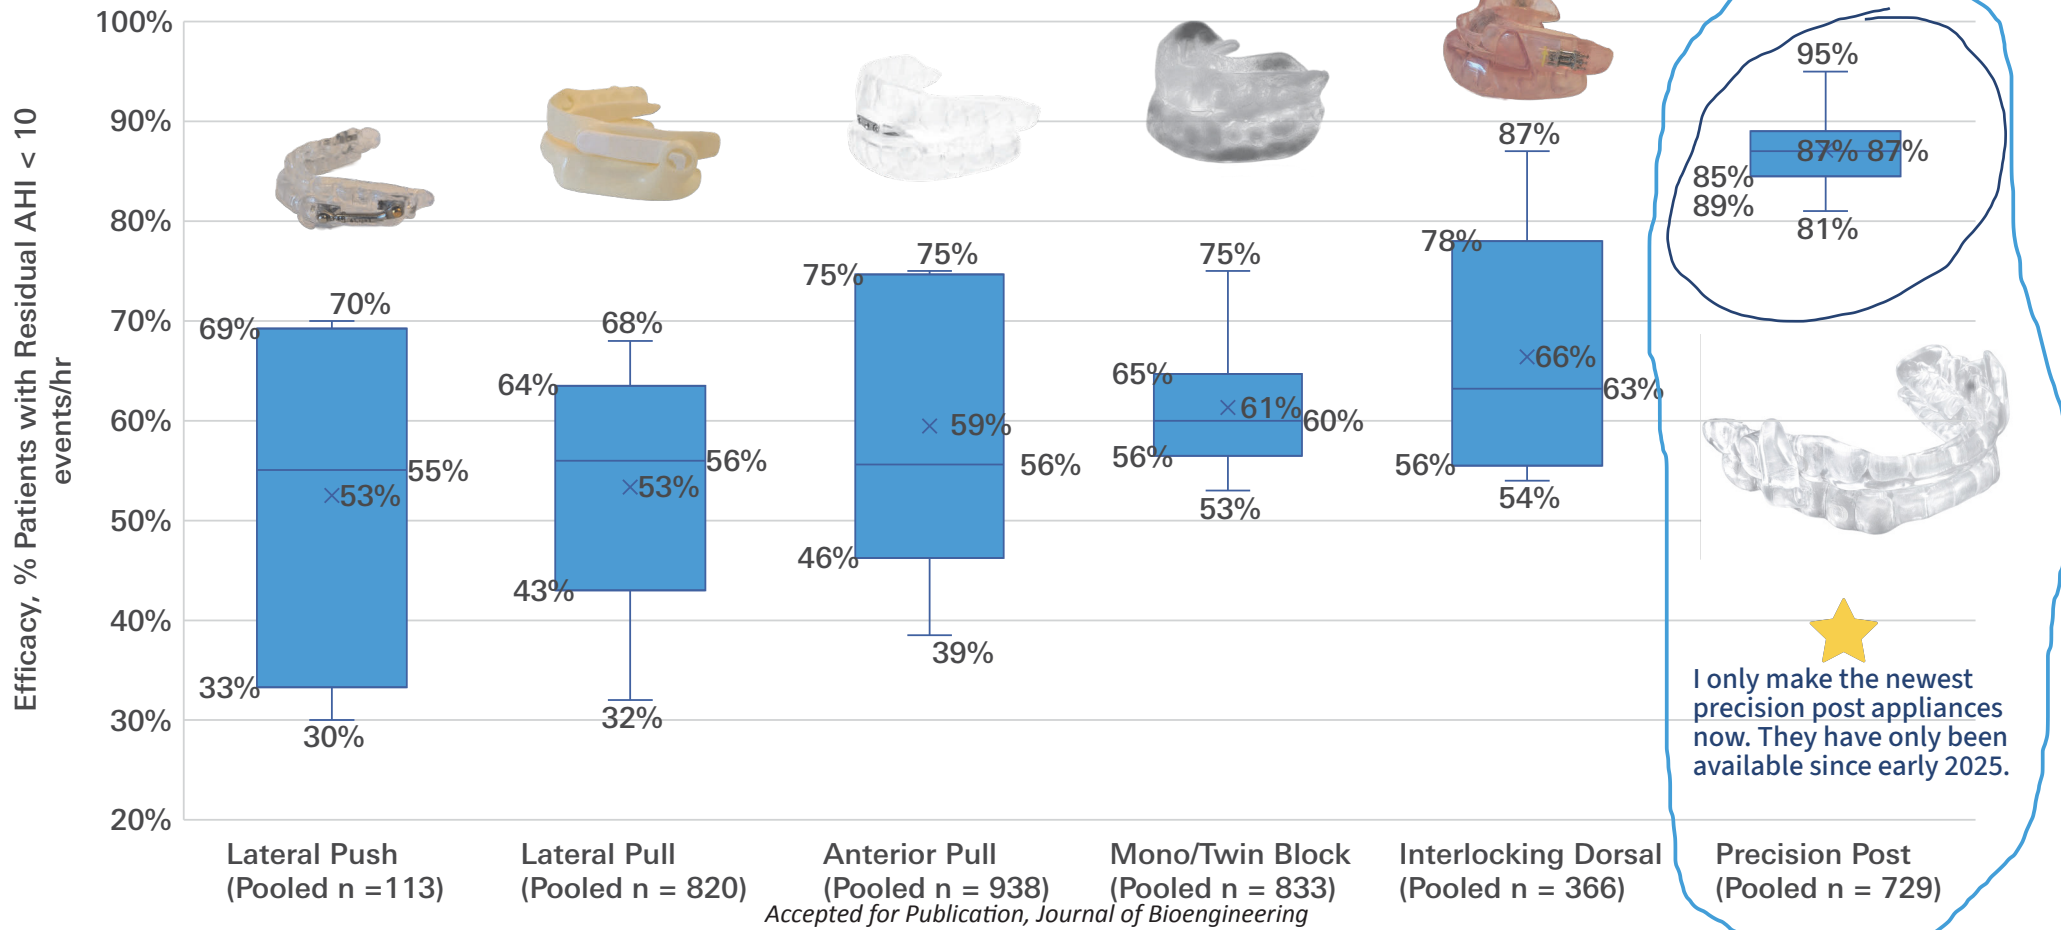 Efficacy, % Patients with Residual AHI < 10
events/hr
100%
90%
80%
70%
60%
50%
40%
30%
20%
70%
69%
55%
53%
33%
30%
68%
64%
56%
53%
43%
32%
75%
75%
59%
56%
46%
39%
75%
65%
61%
60%
56%
53%
87%
78%
66%
63%
56%
54%
95%
87% 87%
85%
89%
81%
I only make the newest
precision post appliances
now. They have only been
available since early 2025.
Lateral Push
(Pooled n =113)
Lateral Pull
(Pooled n = 820)
Anterior Pull
(Pooled n = 938)
Mono/Twin Block
(Pooled n = 833)
Interlocking Dorsal
(Pooled n = 366)
Precision Post
(Pooled n = 729)
Accepted for Publication, Journal of Bioengineering